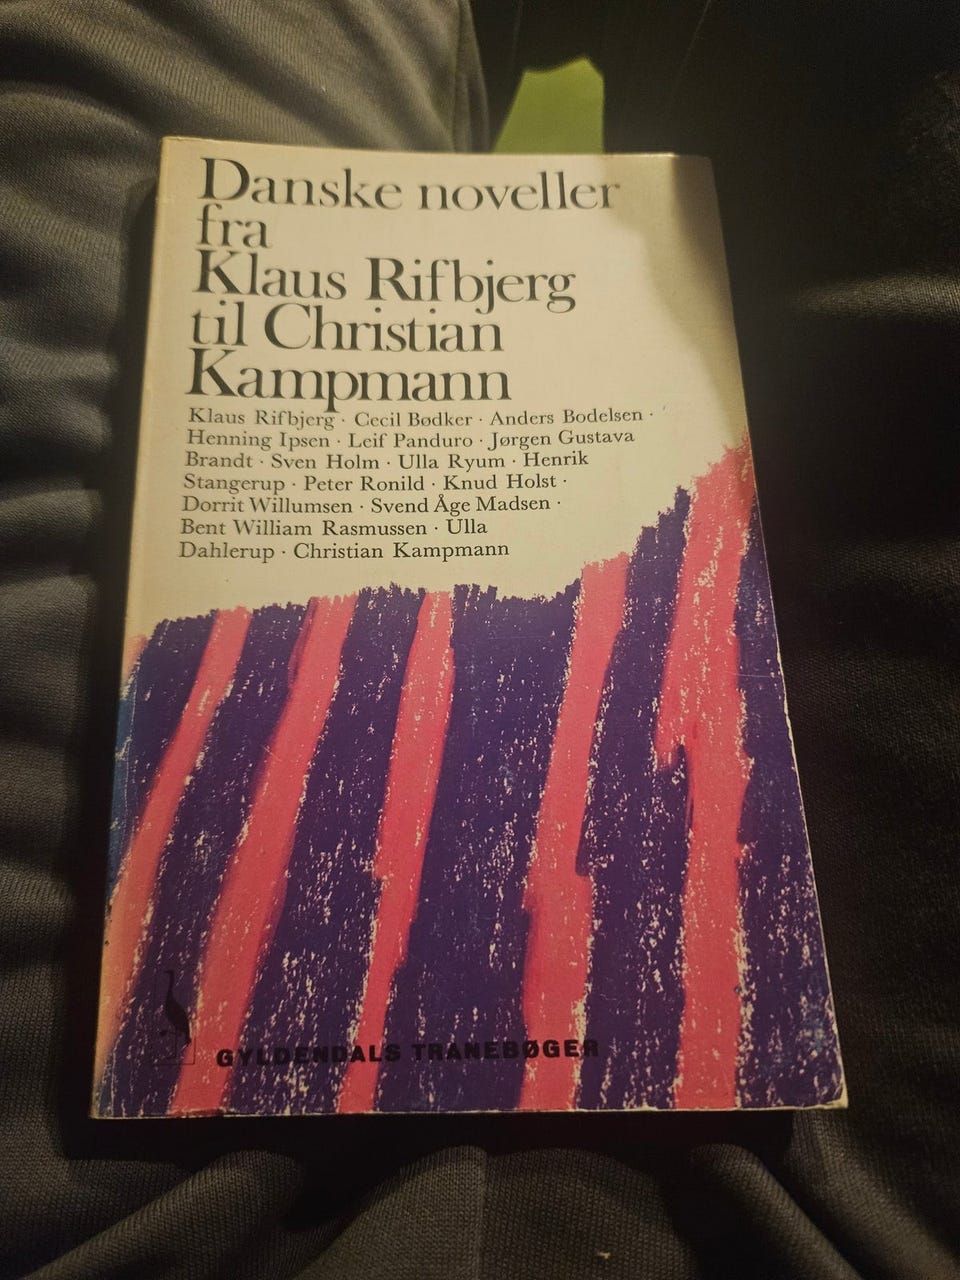 Danske noveller
fra
Klaus Rifbjerg
til Christian
Kampmann
Klaus Rifbjerg · Cecil Bødker · Anders Bodelsen ·
Henning Ipsen · Leif Panduro · Jørgen Gustava
Brandt · Sven Holm · Ulla Ryum · Henrik
Stangerup · Peter Ronild · Knud Holst ·
Dorrit Willumsen · Svend Åge Madsen ·
Bent William Rasmussen · Ulla
Dahlerup · Christian Kampmann
GYLDENDALS TRANEBØGER